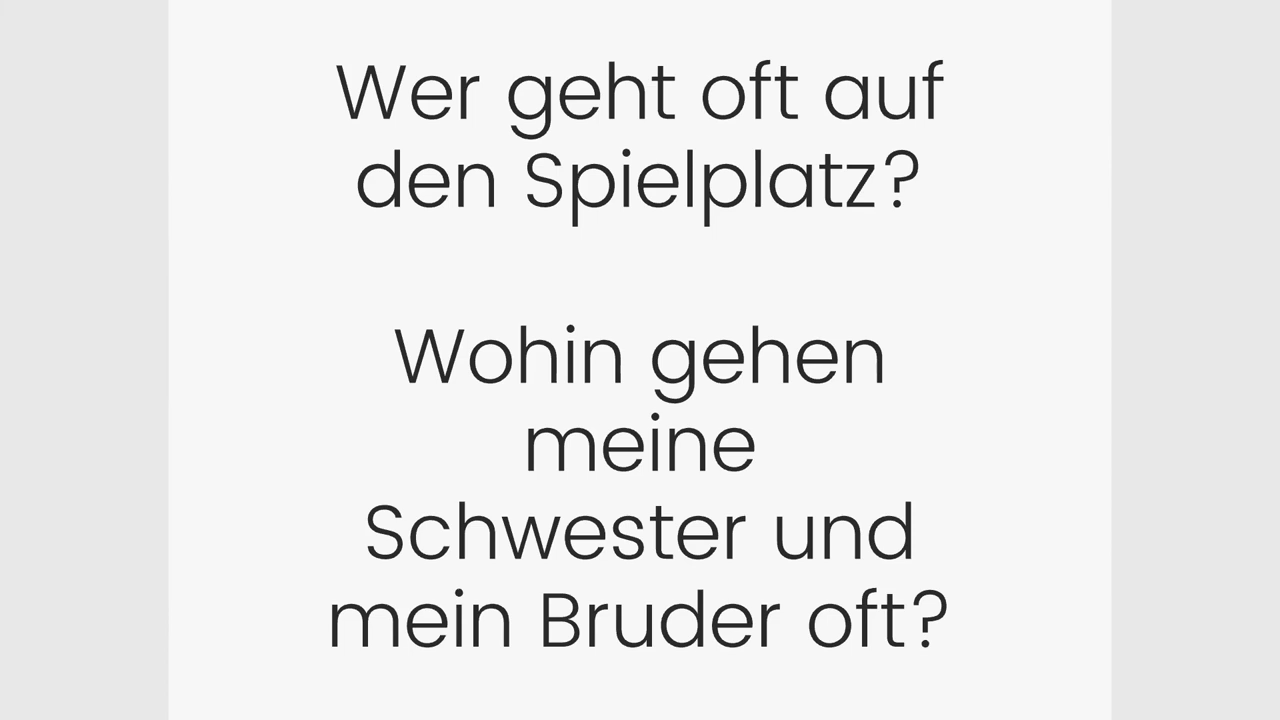 Wer geht oft auf
den Spielplatz?
Wohin gehen
meine
Schwester und
mein Bruder oft?